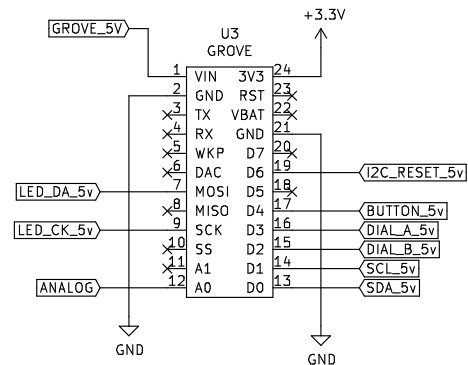 +3.3V
GROVE_5V
U3
GROVE
1 VIN 3V3 24
2 GND RST 23
3 TX VBAT 22
4 RX GND 21
5 WKP D7 20
6 DAC D6 19 I2C_RESET_5v
LED_DA_5v 7 MOSI D5 18
8 MISO D4 17 BUTTON_5v
LED_CK_5v 9 SCK D3 16 DIAL_A_5v
10 SS D2 15 DIAL_B_5v
11 A1 D1 14 SCL_5v
ANALOG 12 A0 D0 13 SDA_5v
GND GND